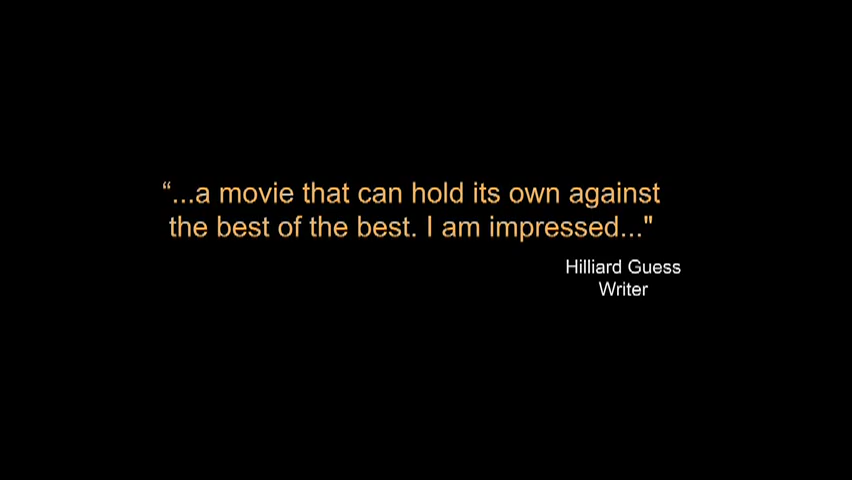 “...a movie that can hold its own against
the best of the best. I am impressed..."
Hilliard Guess
Writer